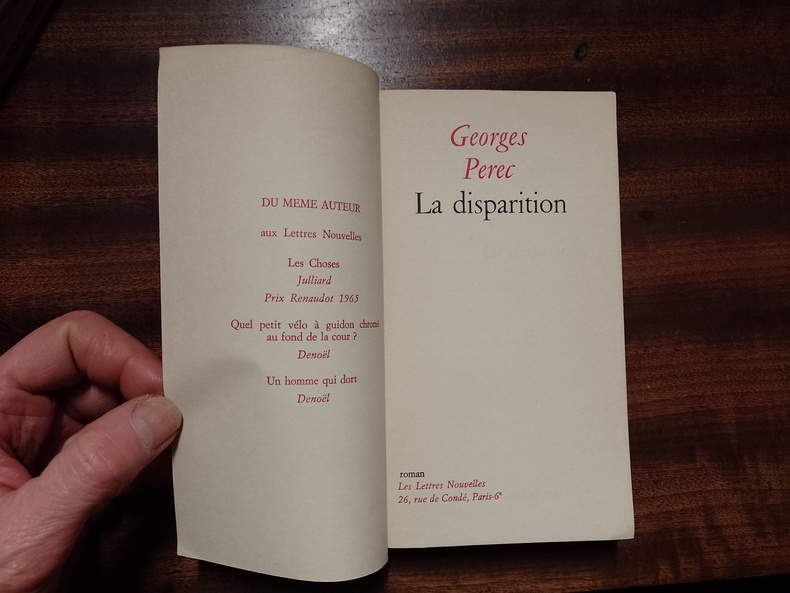 DU MEME AUTEUR
aux Lettres Nouvelles
Les Choses
Julliard
Prix Renaudot 1965
Quel petit vélo à guidon chromé
au fond de la cour ?
Denoël
Un homme qui dort
Denoël
Georges
Perec
La disparition
roman
Les Lettres Nouvelles
26, rue de Condé, Paris-6e